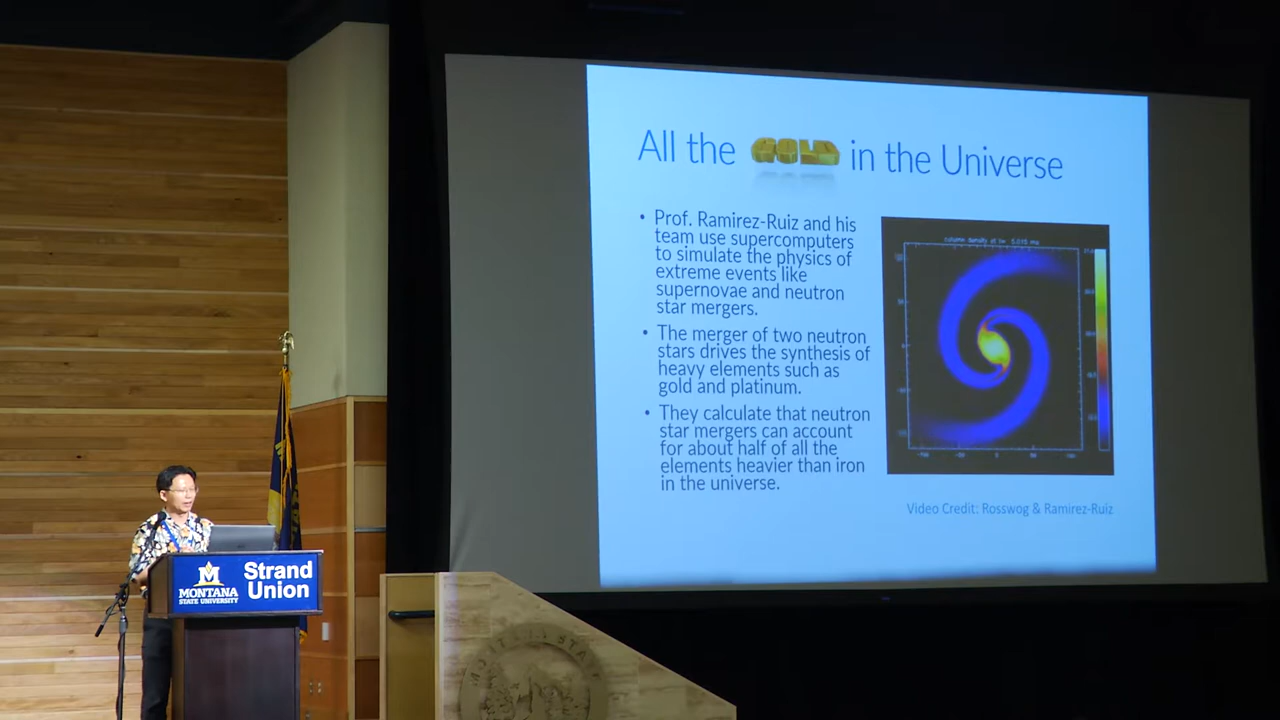 All the GOLD in the Universe
• Prof. Ramirez-Ruiz and his
team use supercomputers
to simulate the physics of
extreme events like
supernovae and neutron
star mergers.
• The merger of two neutron
stars drives the synthesis of
heavy elements such as
gold and platinum.
• They calculate that neutron
star mergers can account
for about half of all the
elements heavier than iron
in the universe.
column density at t=
Video Credit: Rosswog & Ramirez-Ruiz
MONTANA
STATE UNIVERSITY
Strand
Union